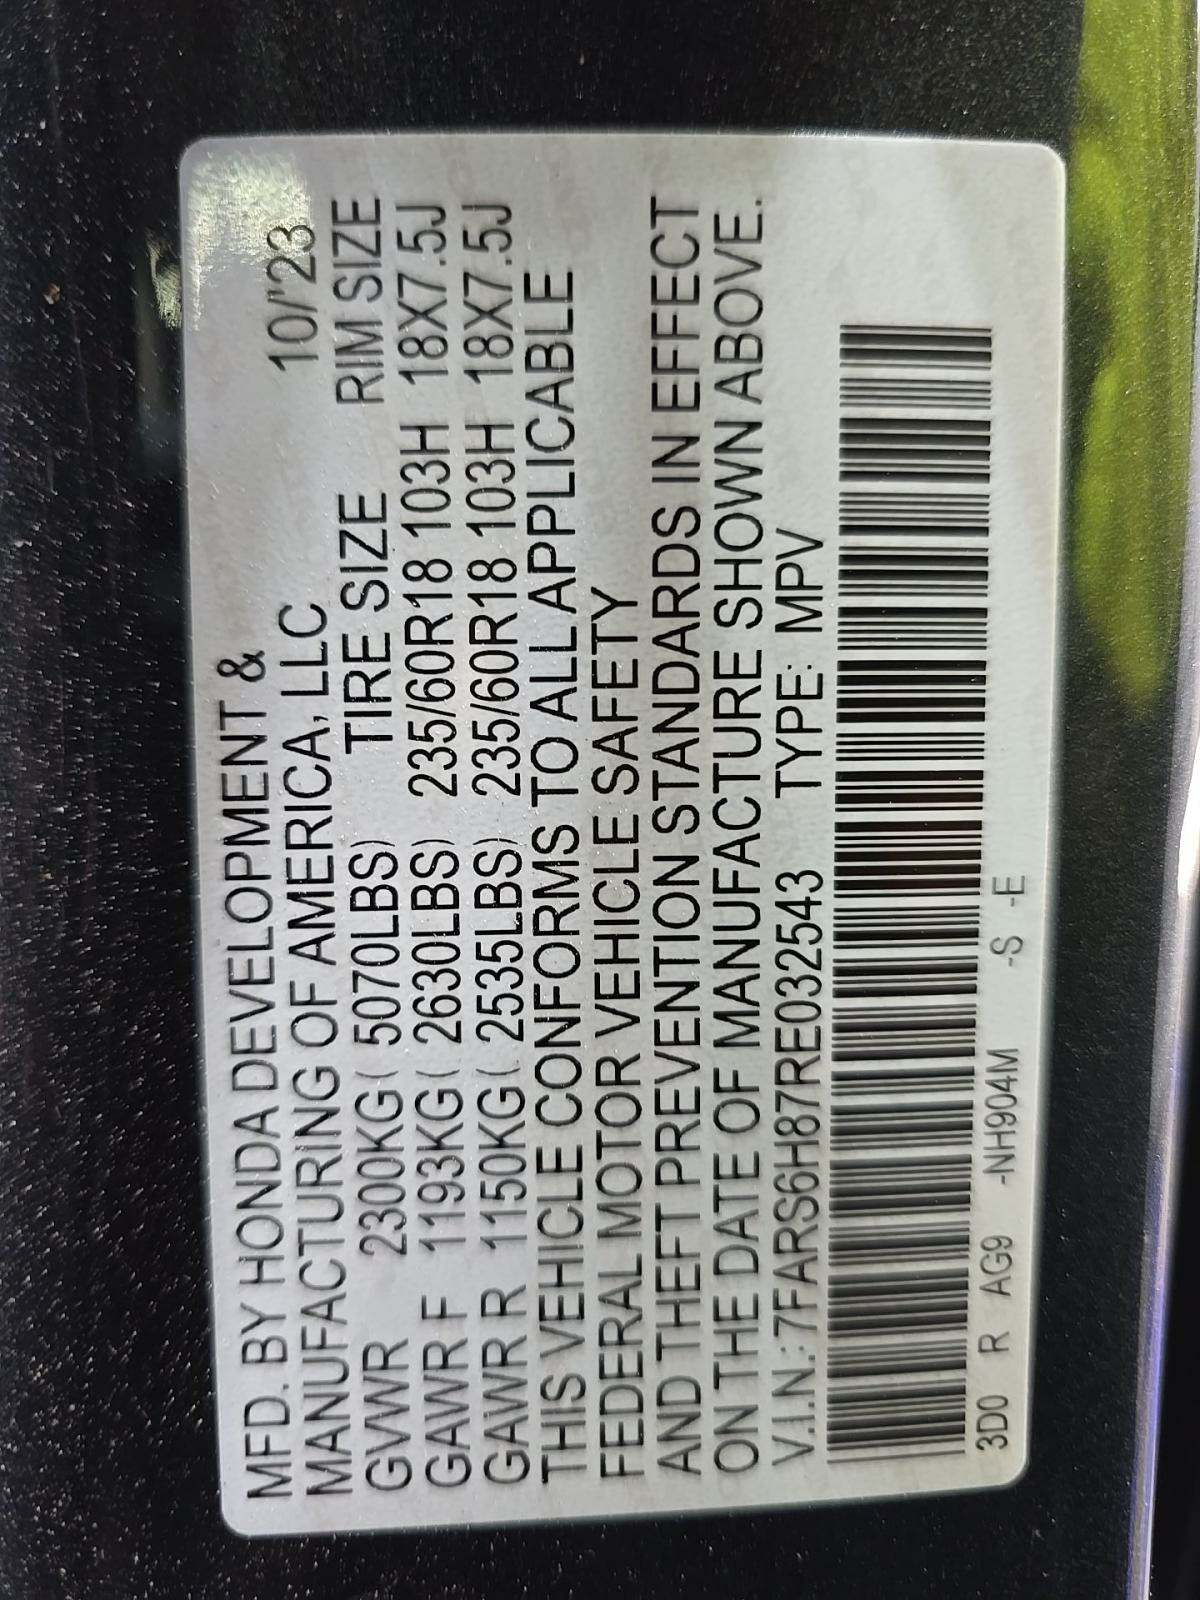 MFD. BY HONDA DEVELOPMENT &
MANUFACTURING OF AMERICA, LLC 10/'23
TIRE SIZE RIM SIZE
GVWR 2300KG( 5070LBS)
GAWR F 1193KG( 2630LBS) 235/60R18 103H 18X7.5J
GAWR R 1150KG( 2535LBS) 235/60R18 103H 18X7.5J
THIS VEHICLE CONFORMS TO ALL APPLICABLE
FEDERAL MOTOR VEHICLE SAFETY
AND THEFT PREVENTION STANDARDS IN EFFECT
ON THE DATE OF MANUFACTURE SHOWN ABOVE.
V.I.N.:7FARS6H87RE032543 TYPE: MPV
3D0 R AG9 -NH904M -S -E